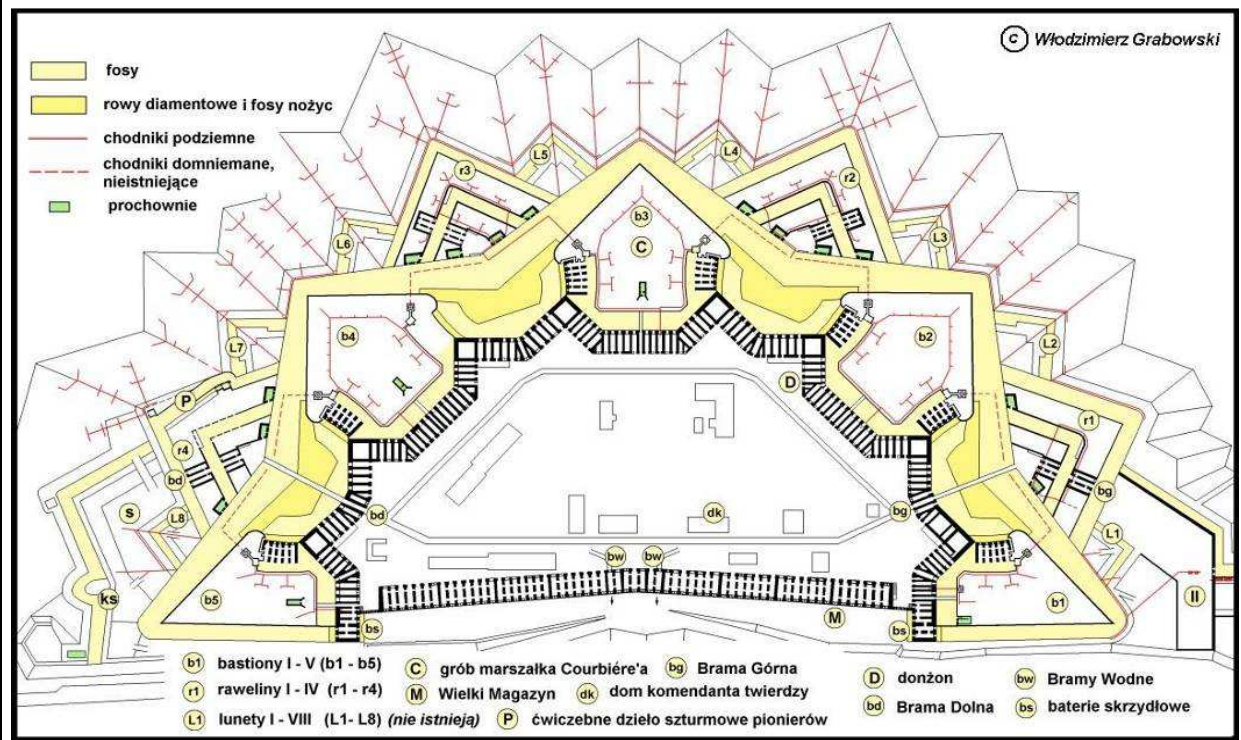 © Włodzimierz Grabowski
fosy
rowy diamentowe i fosy nożyc
chodniki podziemne
chodniki domniemane,
nieistniejące
prochownie
L5
L4
r3
r2
b3
C
L6
L3
b4
b2
L7
L2
D
P
r1
r4
bd
bg
s
L8
bd
dk
bg
L1
bw
bw
ks
b5
b1
II
bs
M
bs
b1 bastiony I - V (b1 - b5)
C grób marszałka Courbiére'a
bg Brama Górna
D donżon
bw Bramy Wodne
r1 raweliny I - IV (r1 - r4)
M Wielki Magazyn
dk dom komendanta twierdzy
bd Brama Dolna
bs baterie skrzydłowe
L1 lunety I - VIII (L1- L8) (nie istnieją)
P ćwiczebne dzieło szturmowe pionierów